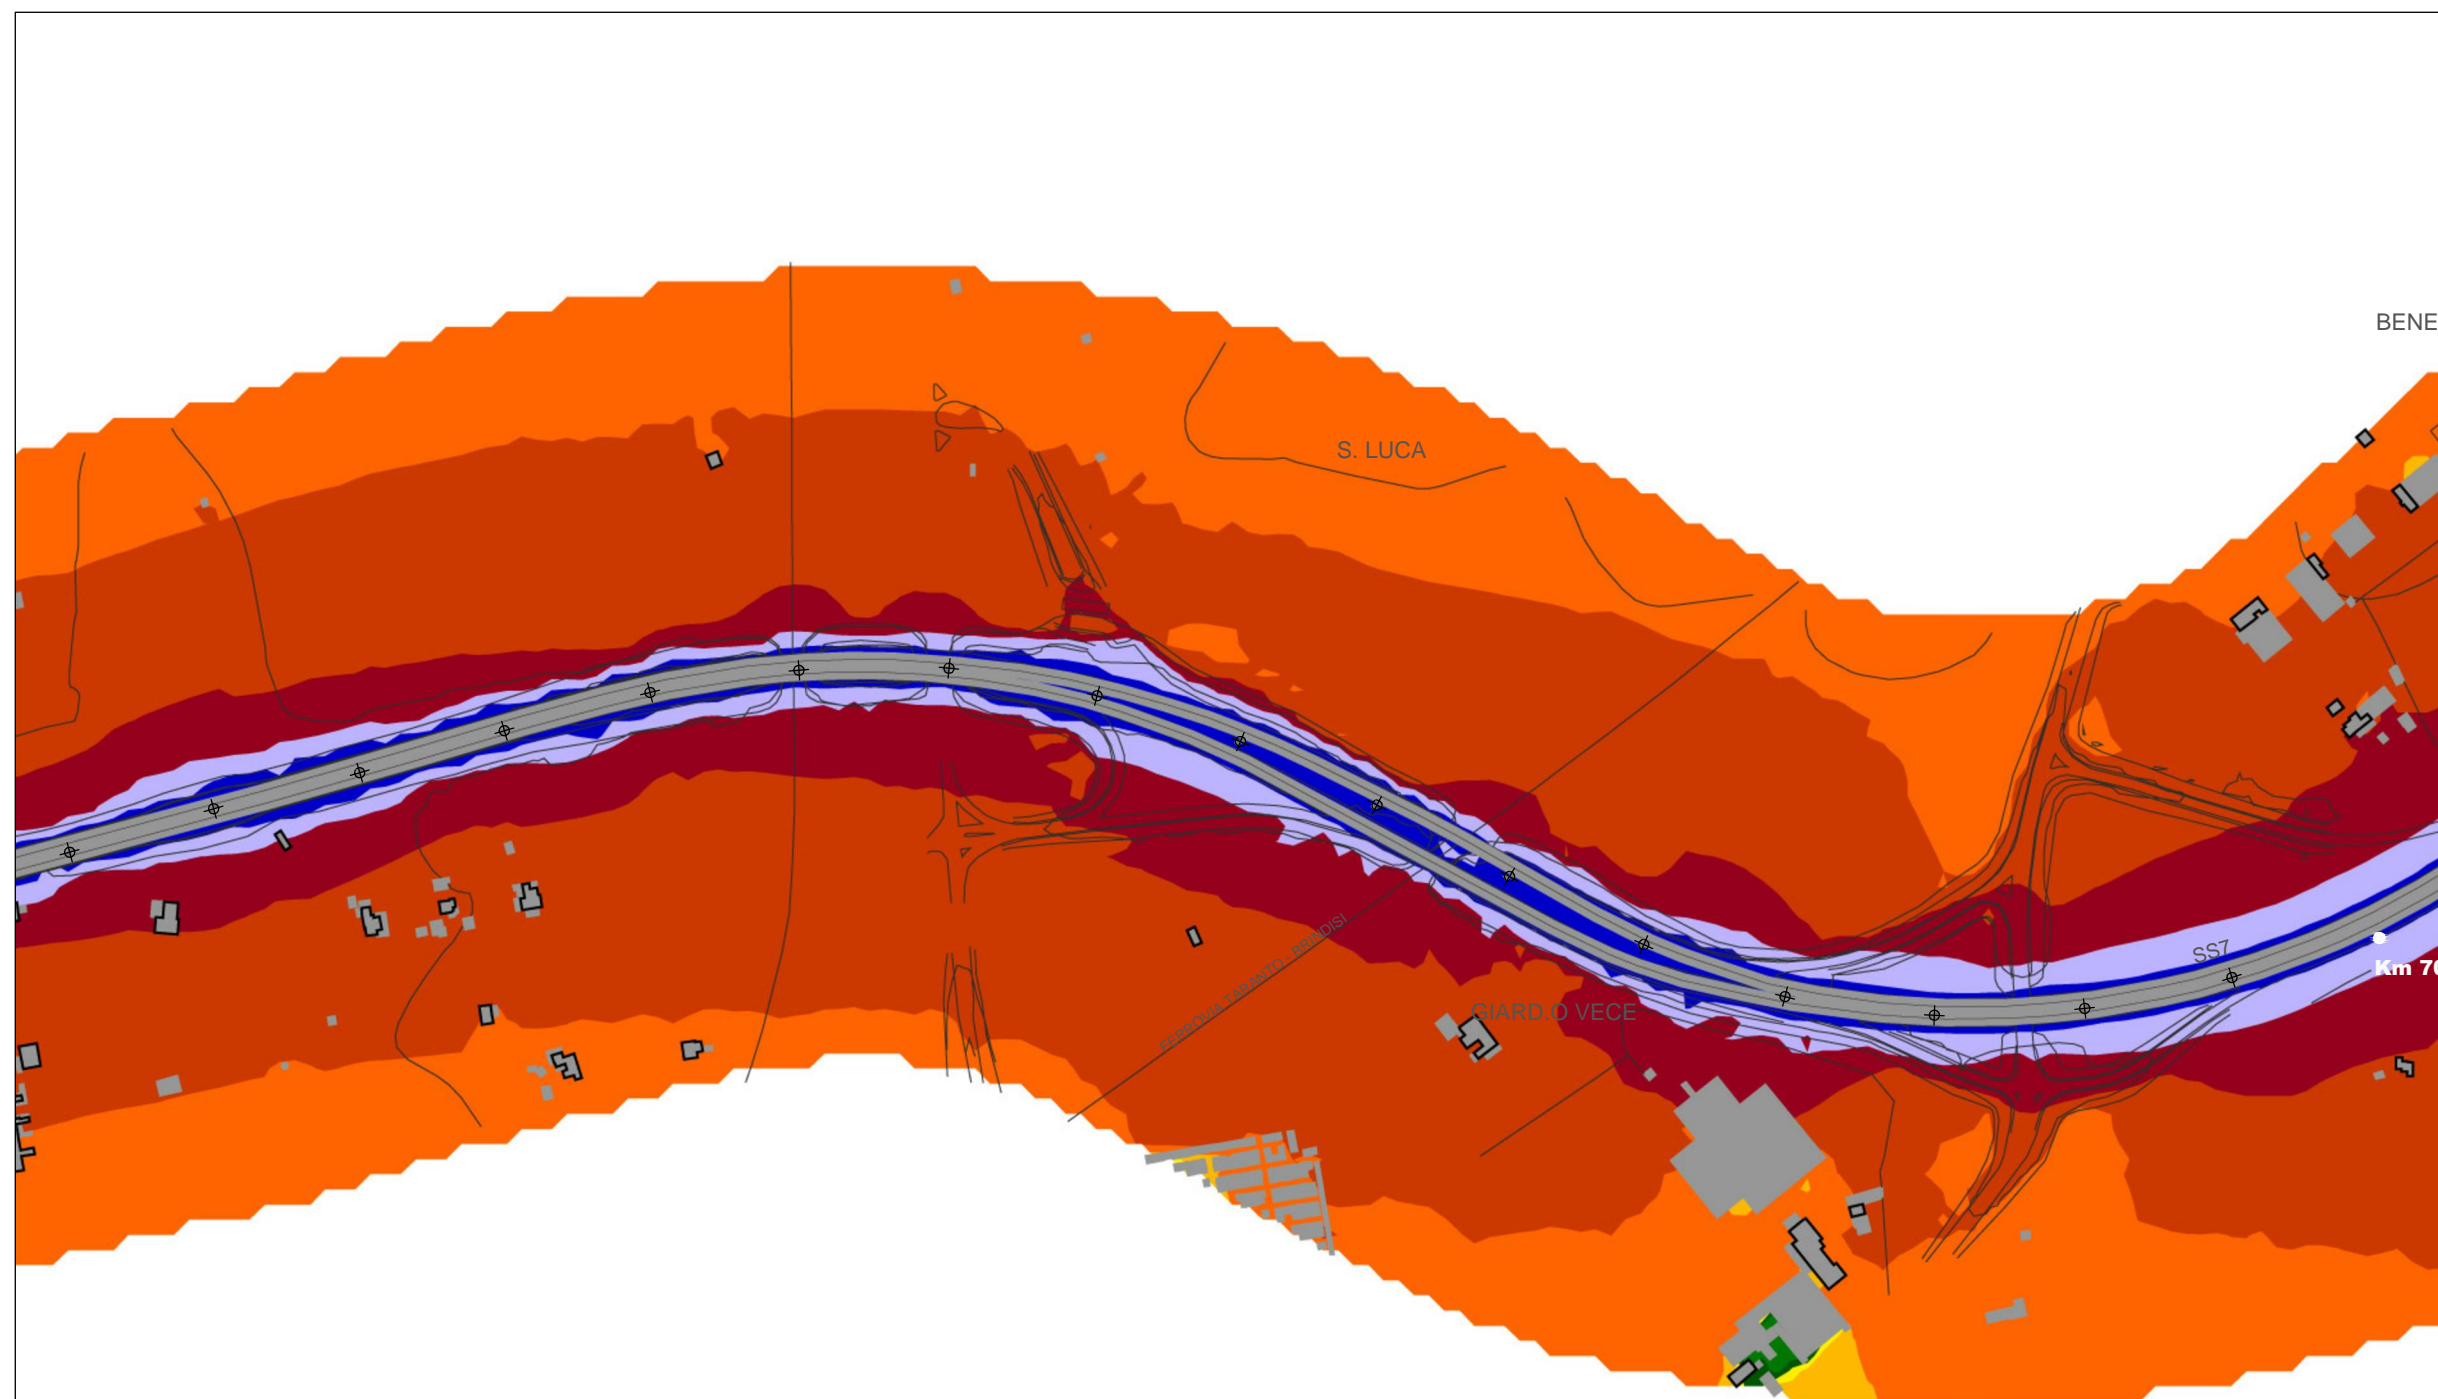 BENE
S. LUCA
FERROVIA TARANTO - BRINDISI
SS7
Km 70
GIARD.O VECE